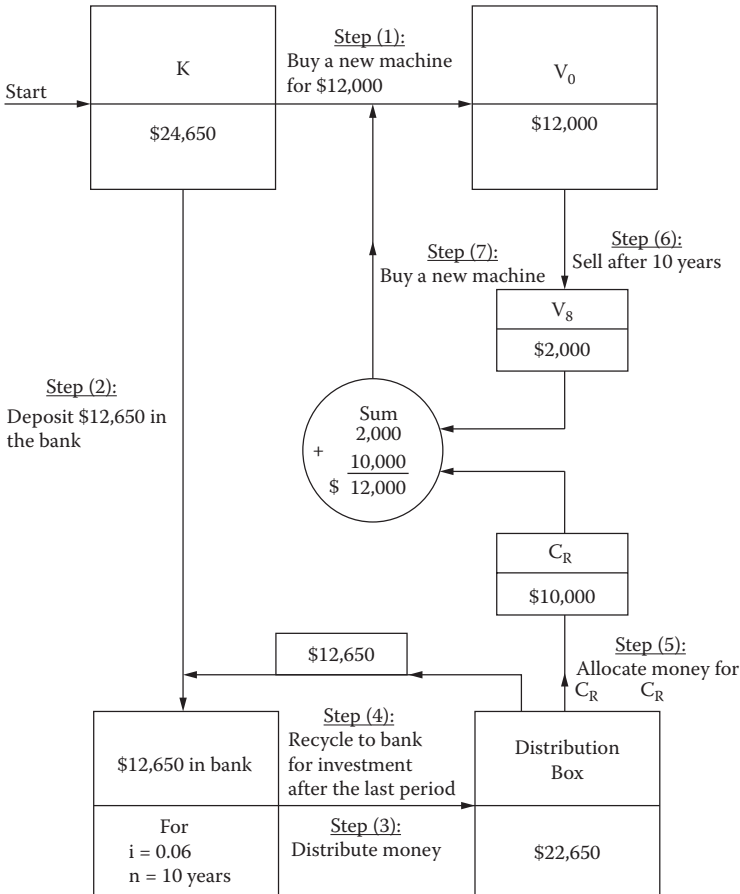 Start
K
$24,650
Step (1):
Buy a new machine
for $12,000
V₀
$12,000
Step (6):
Sell after 10 years
Step (7):
Buy a new machine
V₈
$2,000
Step (2):
Deposit $12,650 in
the bank
Sum
2,000
+
10,000
$ 12,000
C_R
$10,000
$12,650
Step (5):
Allocate money for
C_R C_R
$12,650 in bank
For
i = 0.06
n = 10 years
Step (4):
Recycle to bank
for investment
after the last period
Step (3):
Distribute money
Distribution
Box
$22,650